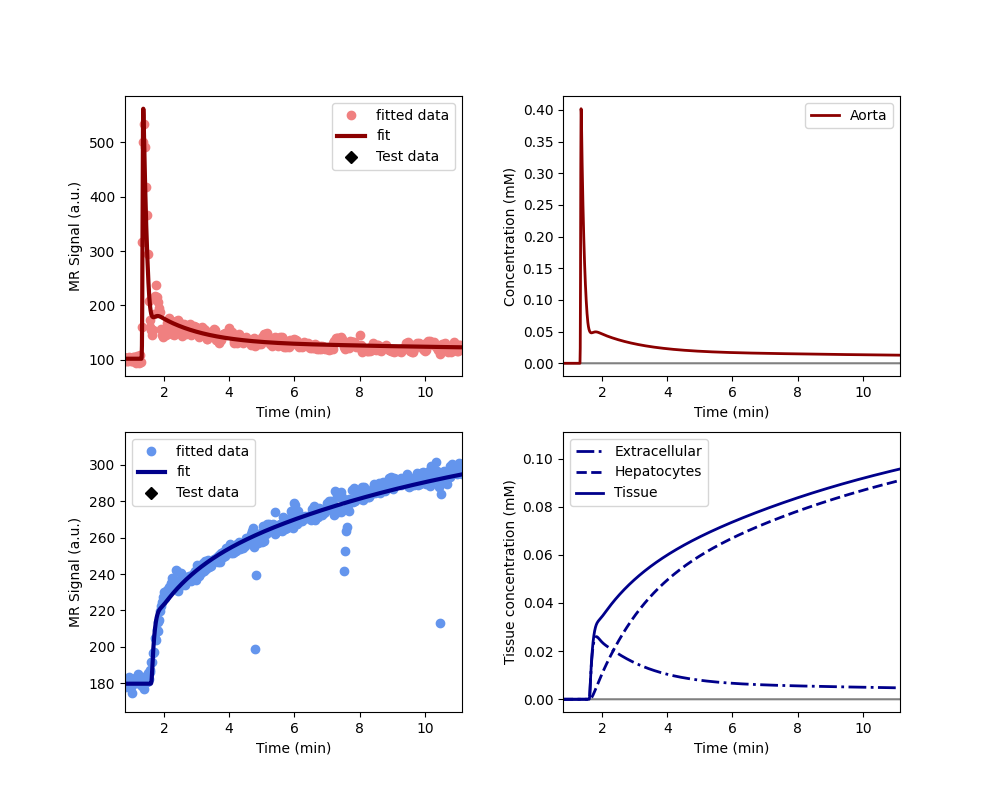 500
400
300
200
100
MR Signal (a.u.)
fitted data
fit
Test data
2
4
6
8
10
Time (min)
0.40
0.35
0.30
0.25
0.20
0.15
0.10
0.05
0.00
Concentration (mM)
Aorta
2
4
6
8
10
Time (min)
300
280
260
240
220
200
180
MR Signal (a.u.)
fitted data
fit
Test data
2
4
6
8
10
Time (min)
0.10
0.08
0.06
0.04
0.02
0.00
Tissue concentration (mM)
Extracellular
Hepatocytes
Tissue
2
4
6
8
10
Time (min)